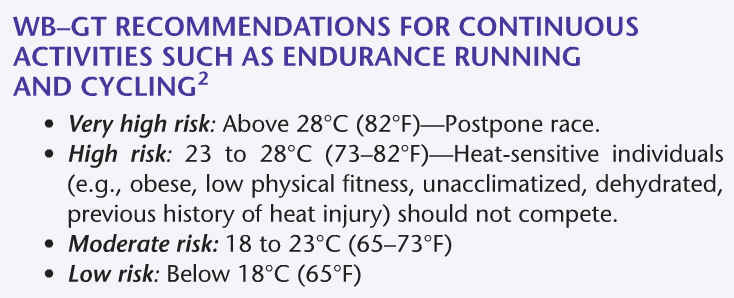 WB–GT RECOMMENDATIONS FOR CONTINUOUS
ACTIVITIES SUCH AS ENDURANCE RUNNING
AND CYCLING²
• Very high risk: Above 28°C (82°F)—Postpone race.
• High risk: 23 to 28°C (73–82°F)—Heat-sensitive individuals
(e.g., obese, low physical fitness, unacclimatized, dehydrated,
previous history of heat injury) should not compete.
• Moderate risk: 18 to 23°C (65–73°F)
• Low risk: Below 18°C (65°F)